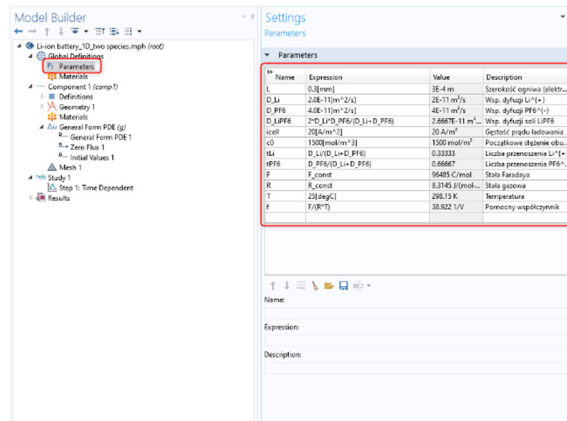 Model Builder
Li-ion battery_1D_two species.mph (root)
Global Definitions
Pi Parameters
Materials
Component 1 (comp1)
Definitions
Geometry 1
Materials
Δu General Form PDE (g)
General Form PDE 1
Zero Flux 1
Initial Values 1
Mesh 1
Study 1
Step 1: Time Dependent
Results
Settings
Parameters
Parameters
Name Expression Value Description
L 0.3[mm] 3E-4 m Szerokość ogniwa (elektr...
D_Li 2.0E-11[m^2/s] 2E-11 m²/s Wsp. dyfuzji Li^(+)
D_PF6 4.0E-11[m^2/s] 4E-11 m²/s Wsp. dyfuzji PF6^(-)
D_LiPF6 2*D_Li*D_PF6/(D_Li+D_PF6) 2.6667E-11 m²... Wsp. dyfuzji soli LiPF6
icell 20[A/m^2] 20 A/m² Gęstość prądu ładowania
c0 1500[mol/m^3] 1500 mol/m³ Początkowe stężenie obu...
tLi D_Li/(D_Li+D_PF6) 0.33333 Liczba przenoszenia Li^(+)
tPF6 D_PF6/(D_Li+D_PF6) 0.66667 Liczba przenoszenia PF6^...
F F_const 96485 C/mol Stała Faradaya
R R_const 8.3145 J/(mol·... Stała gazowa
T 25[degC] 298.15 K Temperatura
f F/(R*T) 38.922 1/V Pomocny współczynnik
Name:
Expression:
Description: